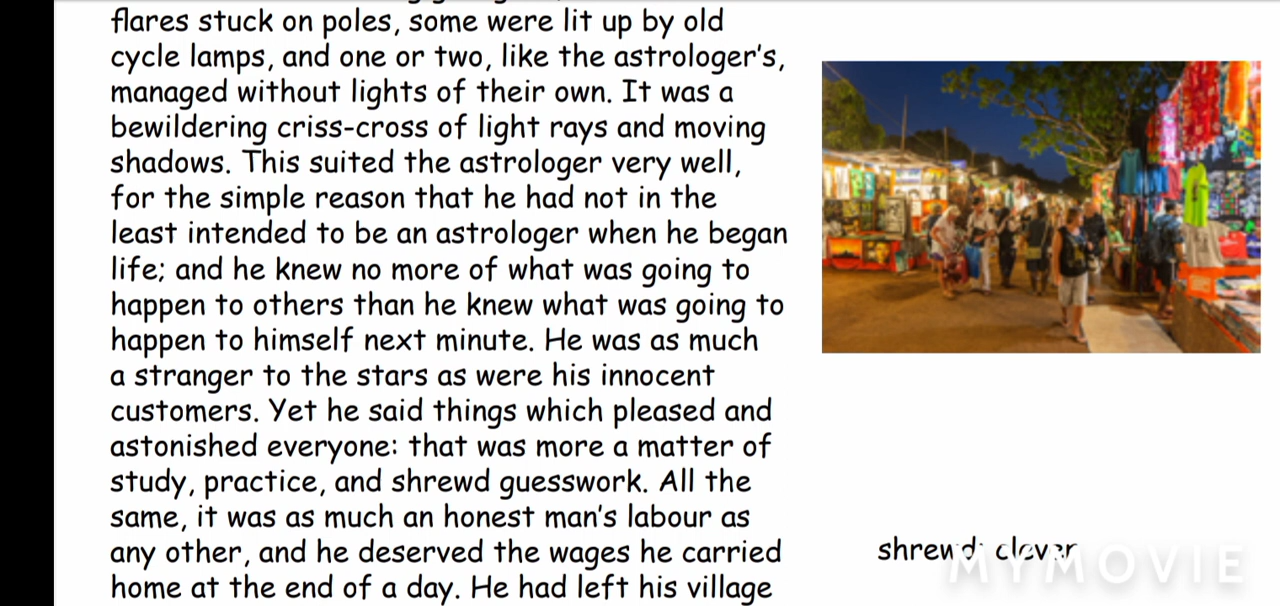 flares stuck on poles, some were lit up by old
cycle lamps, and one or two, like the astrologer's,
managed without lights of their own. It was a
bewildering criss-cross of light rays and moving
shadows. This suited the astrologer very well,
for the simple reason that he had not in the
least intended to be an astrologer when he began
life; and he knew no more of what was going to
happen to others than he knew what was going to
happen to himself next minute. He was as much
a stranger to the stars as were his innocent
customers. Yet he said things which pleased and
astonished everyone: that was more a matter of
study, practice, and shrewd guesswork. All the
same, it was as much an honest man's labour as
any other, and he deserved the wages he carried
home at the end of a day. He had left his village
shrewd: clever
MYMOVIE